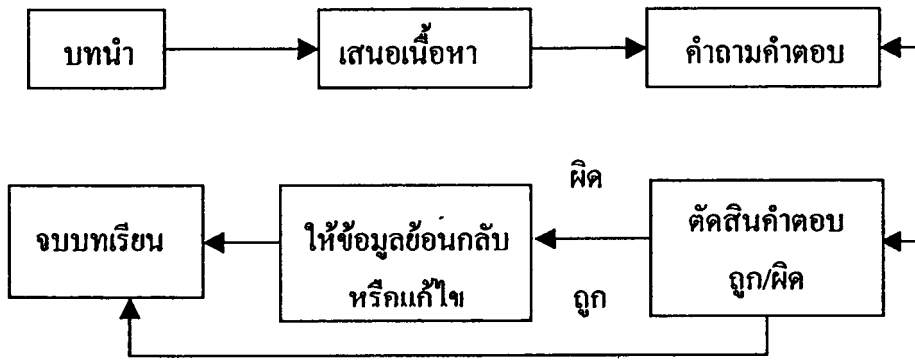 บทนำ
เสนอเนื้อหา
คำถามคำตอบ
ผิด
จบบทเรียน
ให้ข้อมูลย้อนกลับ
หรือแก้ไข
ตัดสินคำตอบ
ถูก/ผิด
ถูก